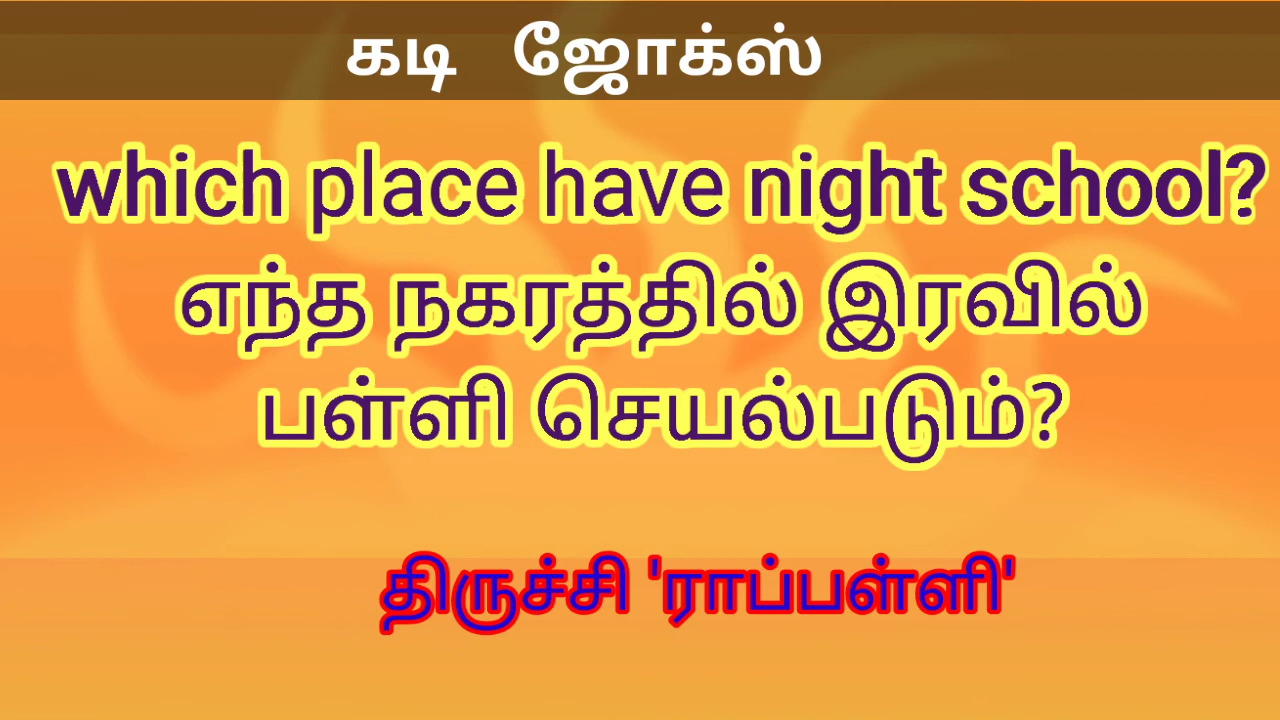 கடி ஜோக்ஸ்
which place have night school?
எந்த நகரத்தில் இரவில்
பள்ளி செயல்படும்?
திருச்சி 'ராப்பள்ளி'